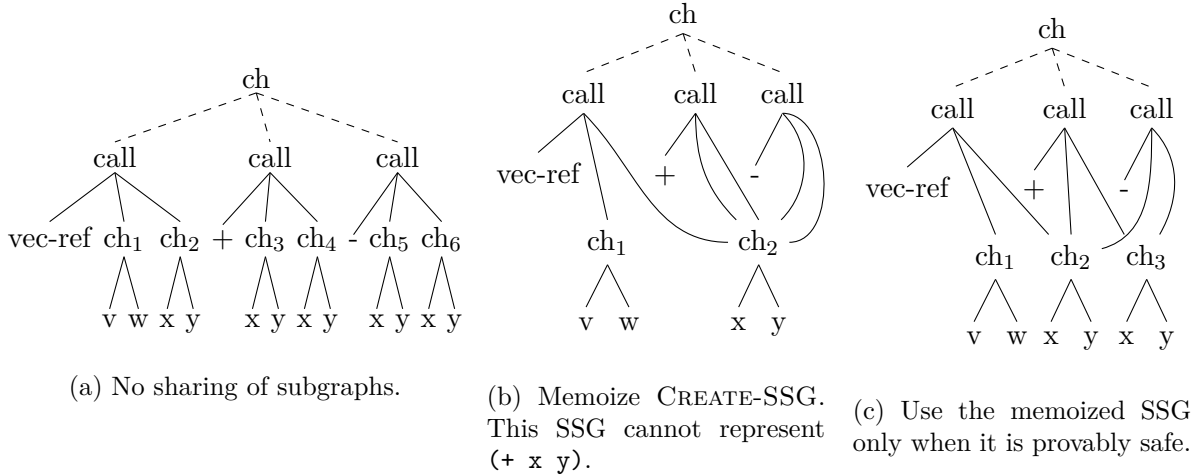 ch
call call call
vec-ref ch₁ ch₂ + ch₃ ch₄ - ch₅ ch₆
v w x y x y x y x y x y
(a) No sharing of subgraphs.
ch
call call call
vec-ref + -
ch₁ ch₂
v w x y
(b) Memoize CREATE-SSG.
This SSG cannot represent
(+ x y).
ch
call call call
vec-ref + -
ch₁ ch₂ ch₃
v w x y x y
(c) Use the memoized SSG
only when it is provably safe.